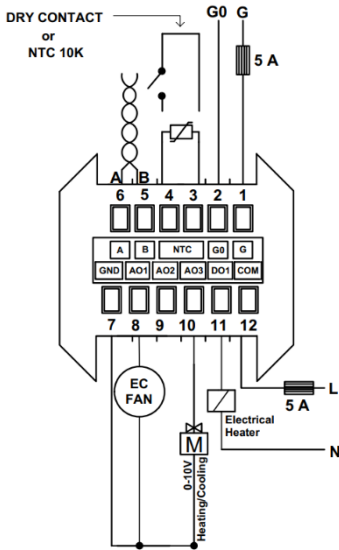 DRY CONTACT
or
NTC 10K
G0 G
5 A
A B
6 5 4 3 2 1
A B NTC G0 G
GND AO1 AO2 AO3 DO1 COM
7 8 9 10 11 12
EC
FAN
L
5 A
Electrical
Heater
M
0-10V
Heating/Cooling
N